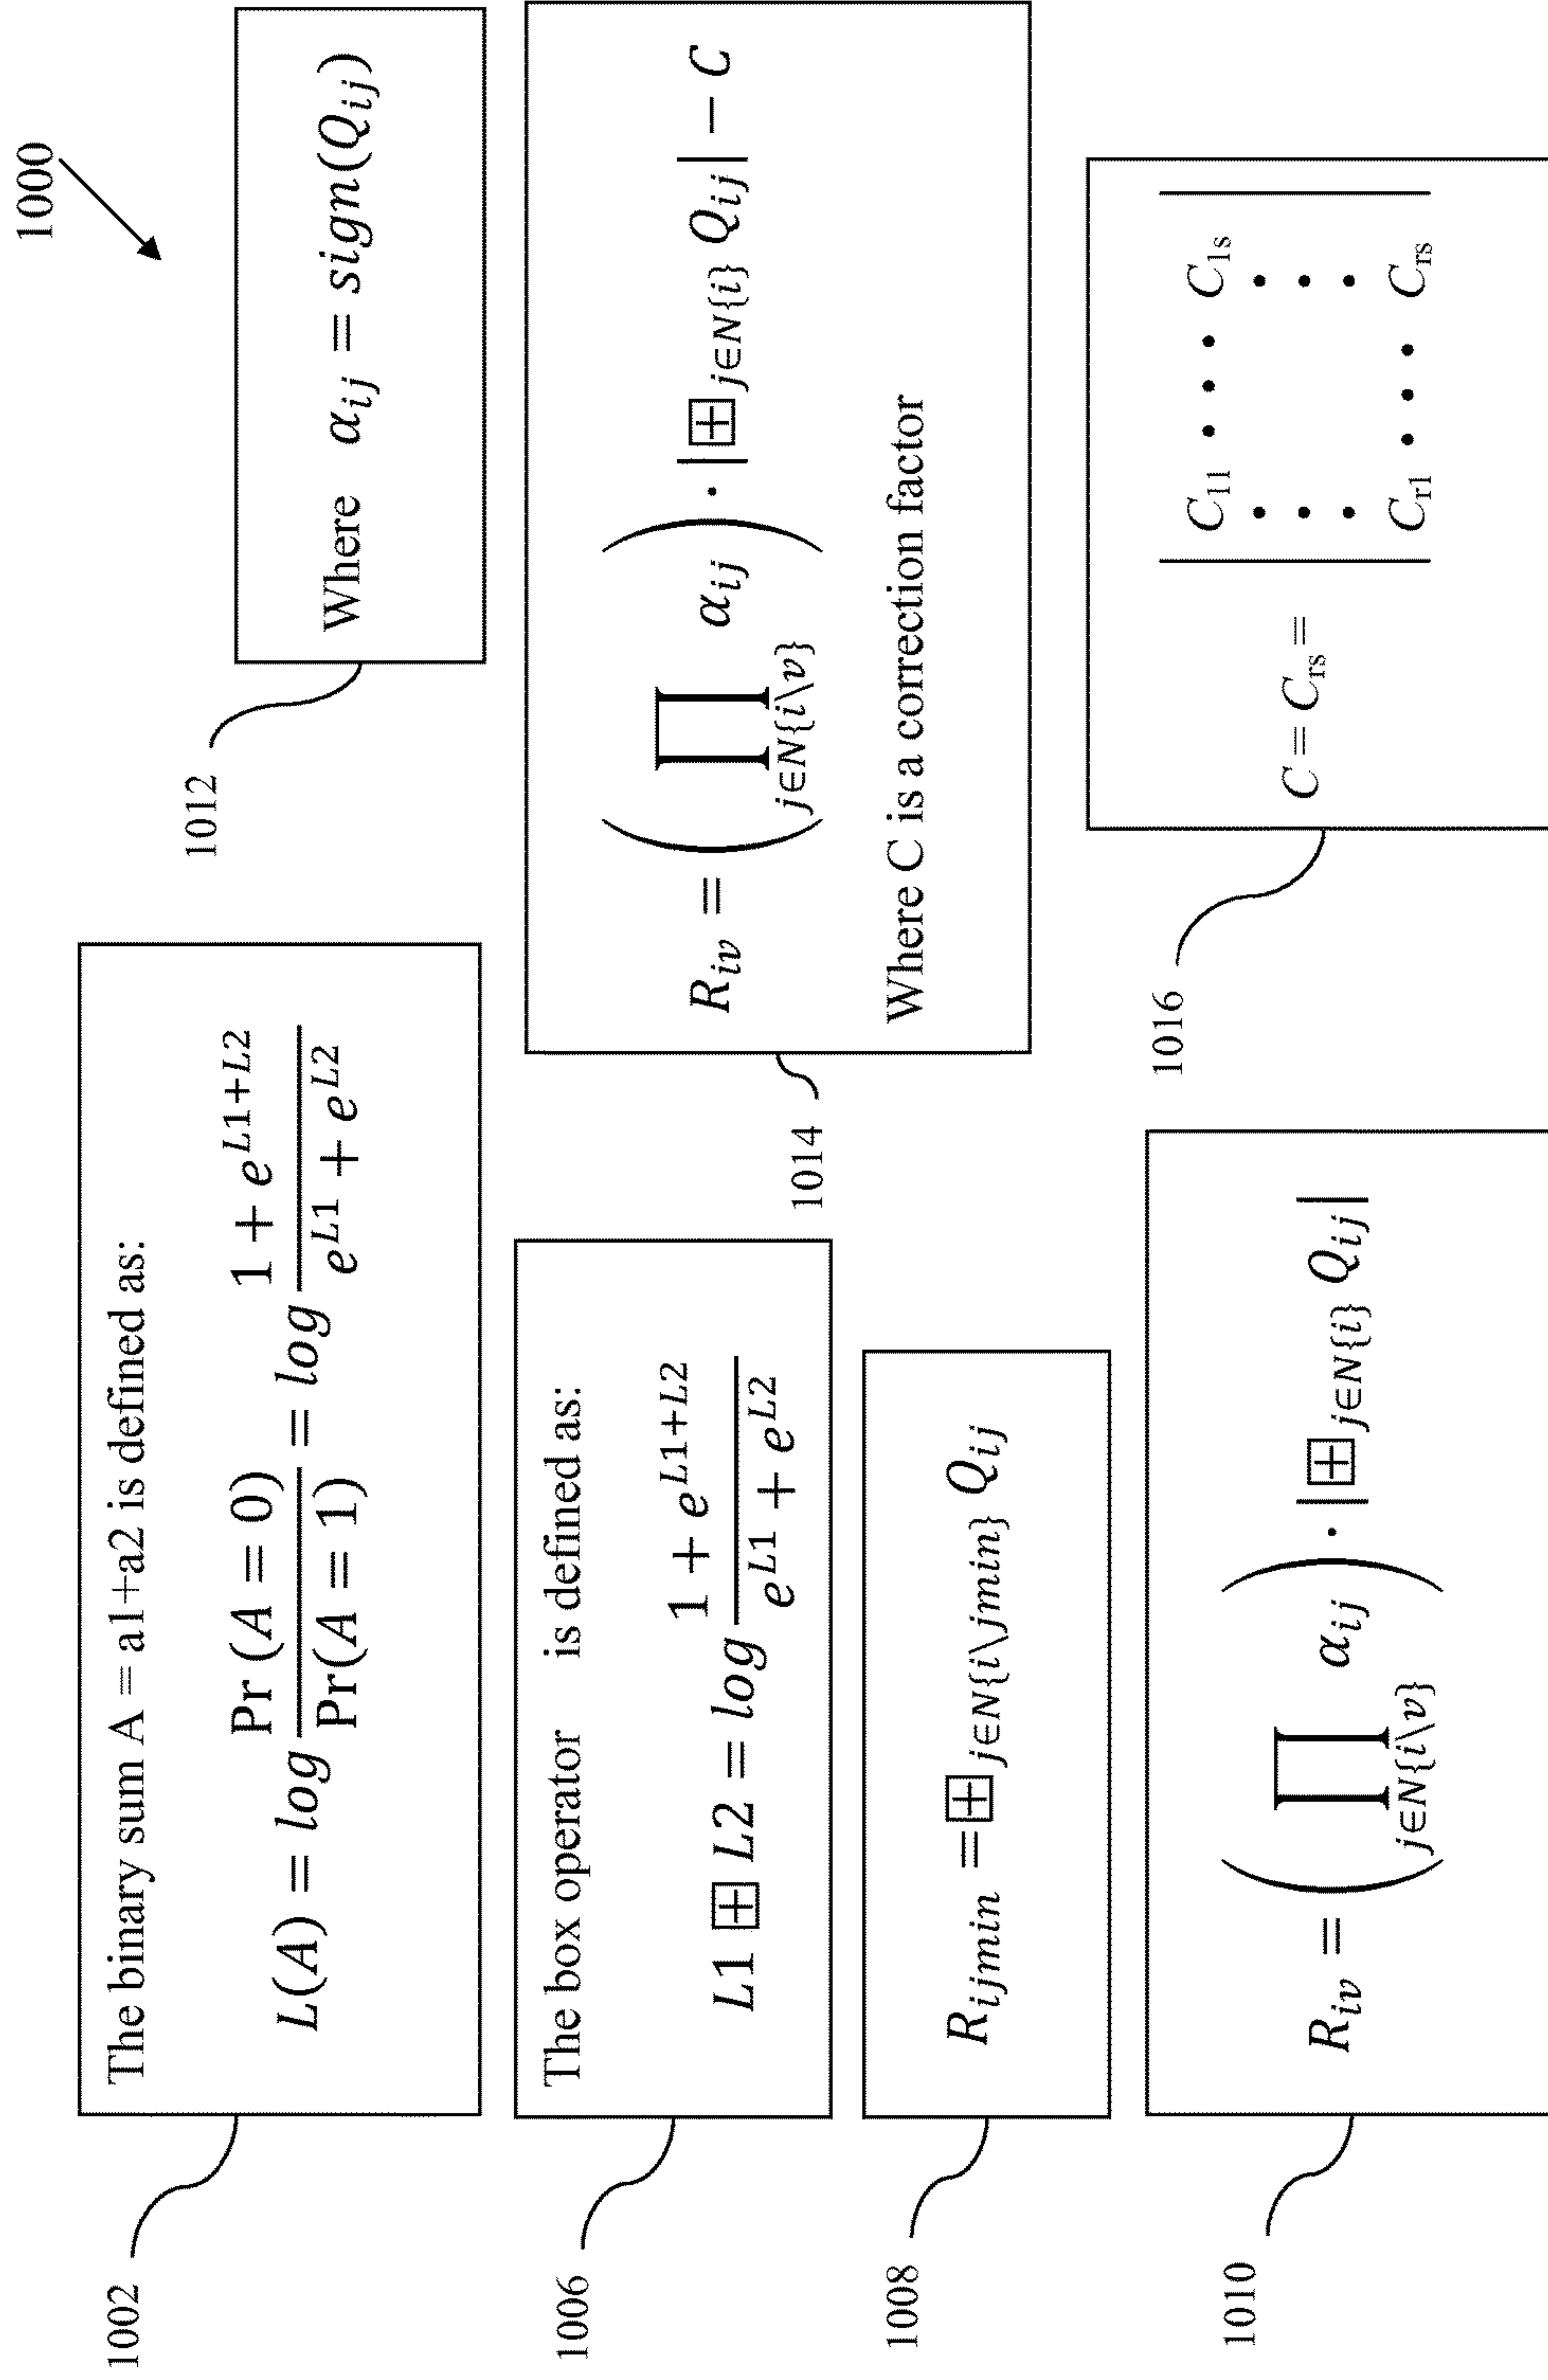 1000
1002
The binary sum A = a1+a2 is defined as:
L(A) = log Pr (A = 0) / Pr(A = 1) = log 1 + e^{L1+L2} / e^{L1} + e^{L2}
1006
The box operator is defined as:
L1 ⊞ L2 = log 1 + e^{L1+L2} / e^{L1} + e^{L2}
1008
R_{ijmin} =⊞_{j∈N{i\jmin}} Q_{ij}
1010
R_{iv} = ( ∏_{j∈N{i\v}} α_{ij} ) · |⊞_{j∈N{i}} Q_{ij}|
1012
Where α_{ij} = sign(Q_{ij})
1014
R_{iv} = ( ∏_{j∈N{i\v}} α_{ij} ) · |⊞_{j∈N{i}} Q_{ij}| − C
Where C is a correction factor
1016
C_{11} • • • C_{1s}
• •
C = C_{rs} = • •
• •
C_{r1} • • • C_{rs}